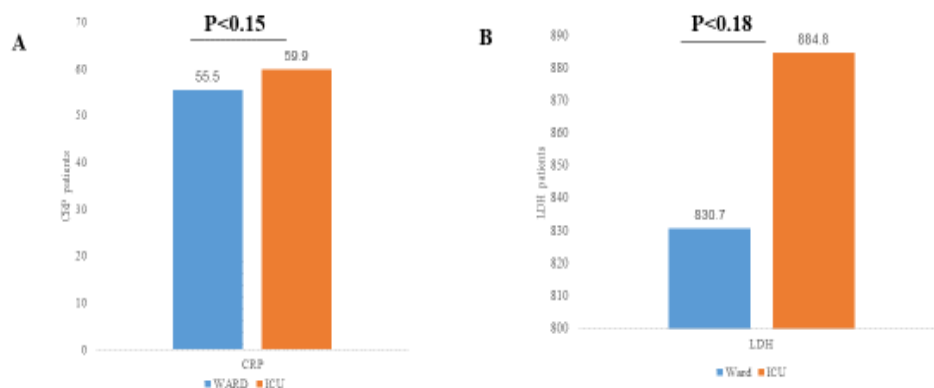 A
P<0.15
70
60
50
40
30
20
10
0
CRP patients
55.5
59.9
CRP
WARD ICU
B
P<0.18
890
880
870
860
850
840
830
820
810
800
LDH patients
830.7
884.8
LDH
Ward ICU